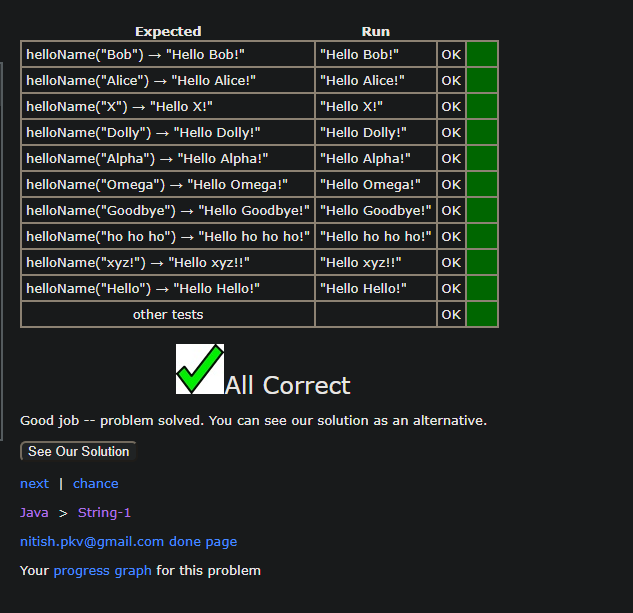 Expected Run
helloName("Bob") → "Hello Bob!" "Hello Bob!" OK
helloName("Alice") → "Hello Alice!" "Hello Alice!" OK
helloName("X") → "Hello X!" "Hello X!" OK
helloName("Dolly") → "Hello Dolly!" "Hello Dolly!" OK
helloName("Alpha") → "Hello Alpha!" "Hello Alpha!" OK
helloName("Omega") → "Hello Omega!" "Hello Omega!" OK
helloName("Goodbye") → "Hello Goodbye!" "Hello Goodbye!" OK
helloName("ho ho ho") → "Hello ho ho ho!" "Hello ho ho ho!" OK
helloName("xyz!") → "Hello xyz!!" "Hello xyz!!" OK
helloName("Hello") → "Hello Hello!" "Hello Hello!" OK
other tests OK
All Correct
Good job -- problem solved. You can see our solution as an alternative.
See Our Solution
next | chance
Java > String-1
nitish.pkv@gmail.com done page
Your progress graph for this problem